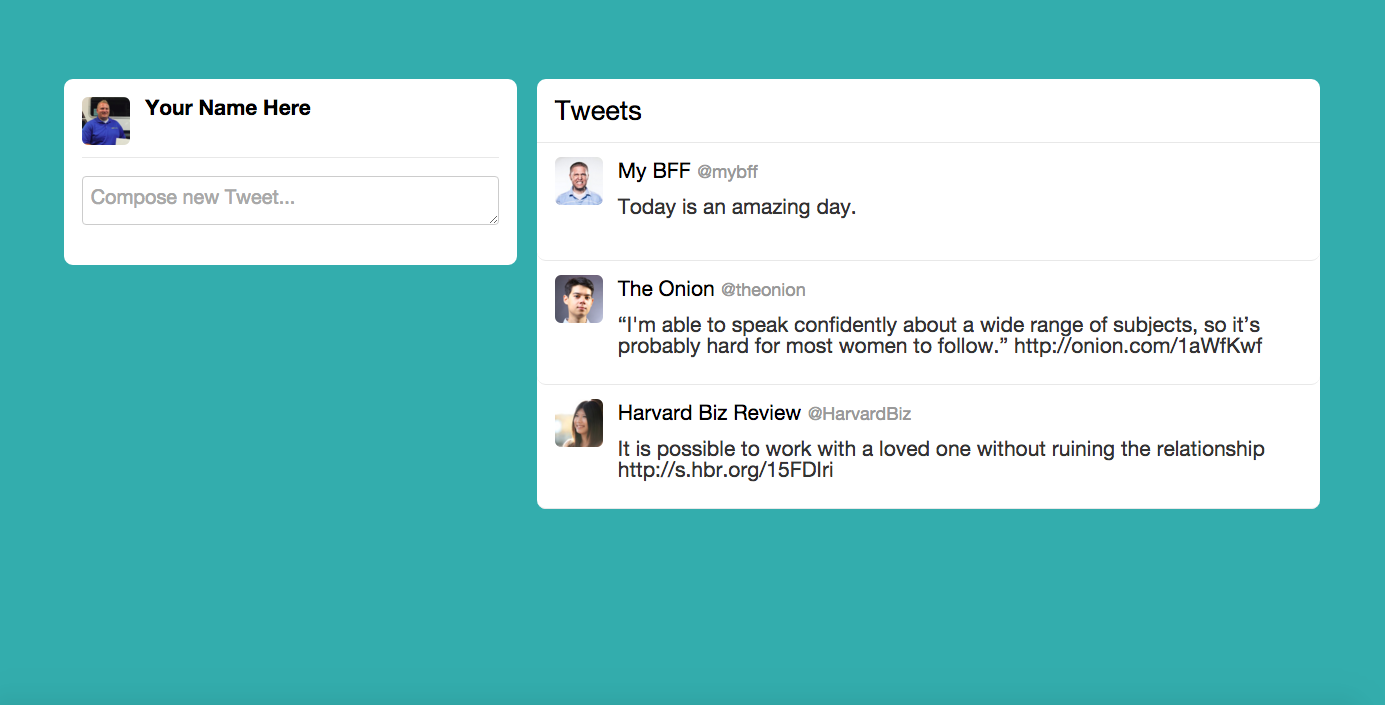 Your Name Here
Compose new Tweet...
Tweets
My BFF @mybff
Today is an amazing day.
The Onion @theonion
“I'm able to speak confidently about a wide range of subjects, so it’s
probably hard for most women to follow.” http://onion.com/1aWfKwf
Harvard Biz Review @HarvardBiz
It is possible to work with a loved one without ruining the relationship
http://s.hbr.org/15FDIri